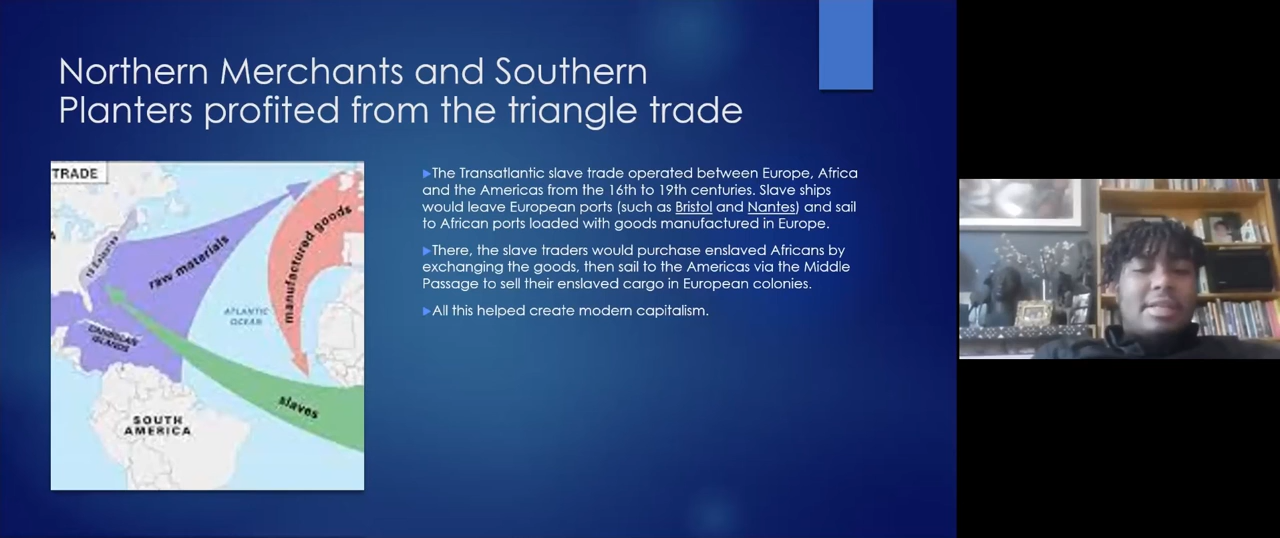 Northern Merchants and Southern
Planters profited from the triangle trade
TRADE
raw materials
manufactured goods
ATLANTIC
OCEAN
CARIBBEAN
ISLANDS
slaves
SOUTH
AMERICA
▶The Transatlantic slave trade operated between Europe, Africa
and the Americas from the 16th to 19th centuries. Slave ships
would leave European ports (such as Bristol and Nantes) and sail
to African ports loaded with goods manufactured in Europe.
▶There, the slave traders would purchase enslaved Africans by
exchanging the goods, then sail to the Americas via the Middle
Passage to sell their enslaved cargo in European colonies.
▶All this helped create modern capitalism.